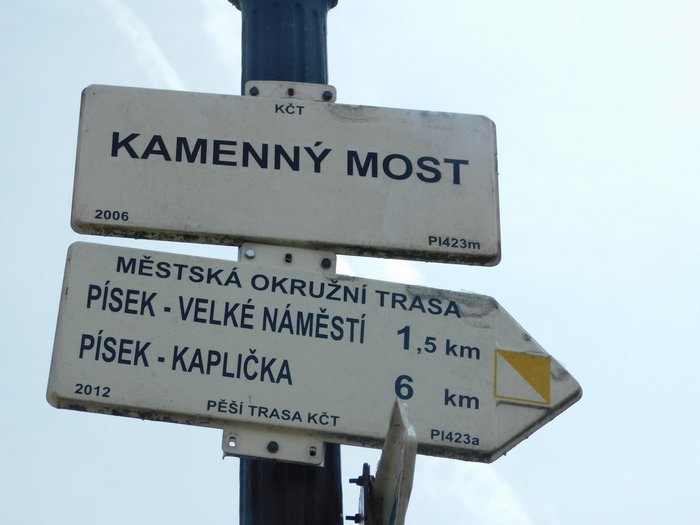 KČT
KAMENNÝ MOST
2006 PI423m
MĚSTSKÁ OKRUŽNÍ TRASA
PÍSEK - VELKÉ NÁMĚSTÍ 1,5 km
PÍSEK - KAPLIČKA 6 km
2012 PĚŠÍ TRASA KČT PI423a